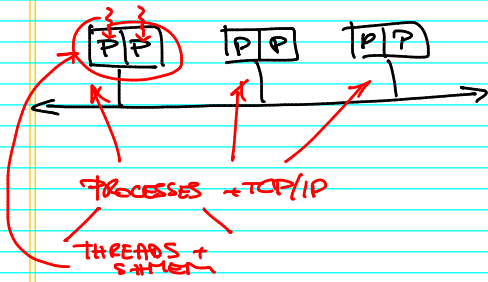 P P P P P P
PROCESSES + TCP/IP
THREADS +
SHMEM